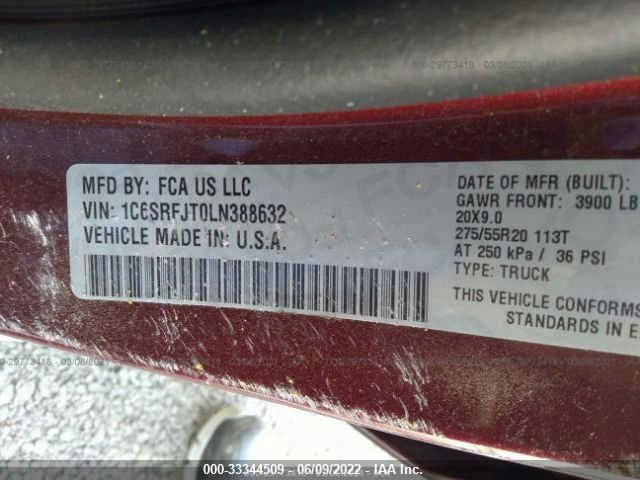 MFD BY: FCA US LLC
VIN: 1C6SRFJT0LN388632
VEHICLE MADE IN: U.S.A.
DATE OF MFR (BUILT):
GAWR FRONT: 3900 LB
20X9.0
275/55R20 113T
AT 250 kPa / 36 PSI
TYPE: TRUCK
THIS VEHICLE CONFORMS
STANDARDS IN E
000-33344509 - 06/09/2022 - IAA Inc.